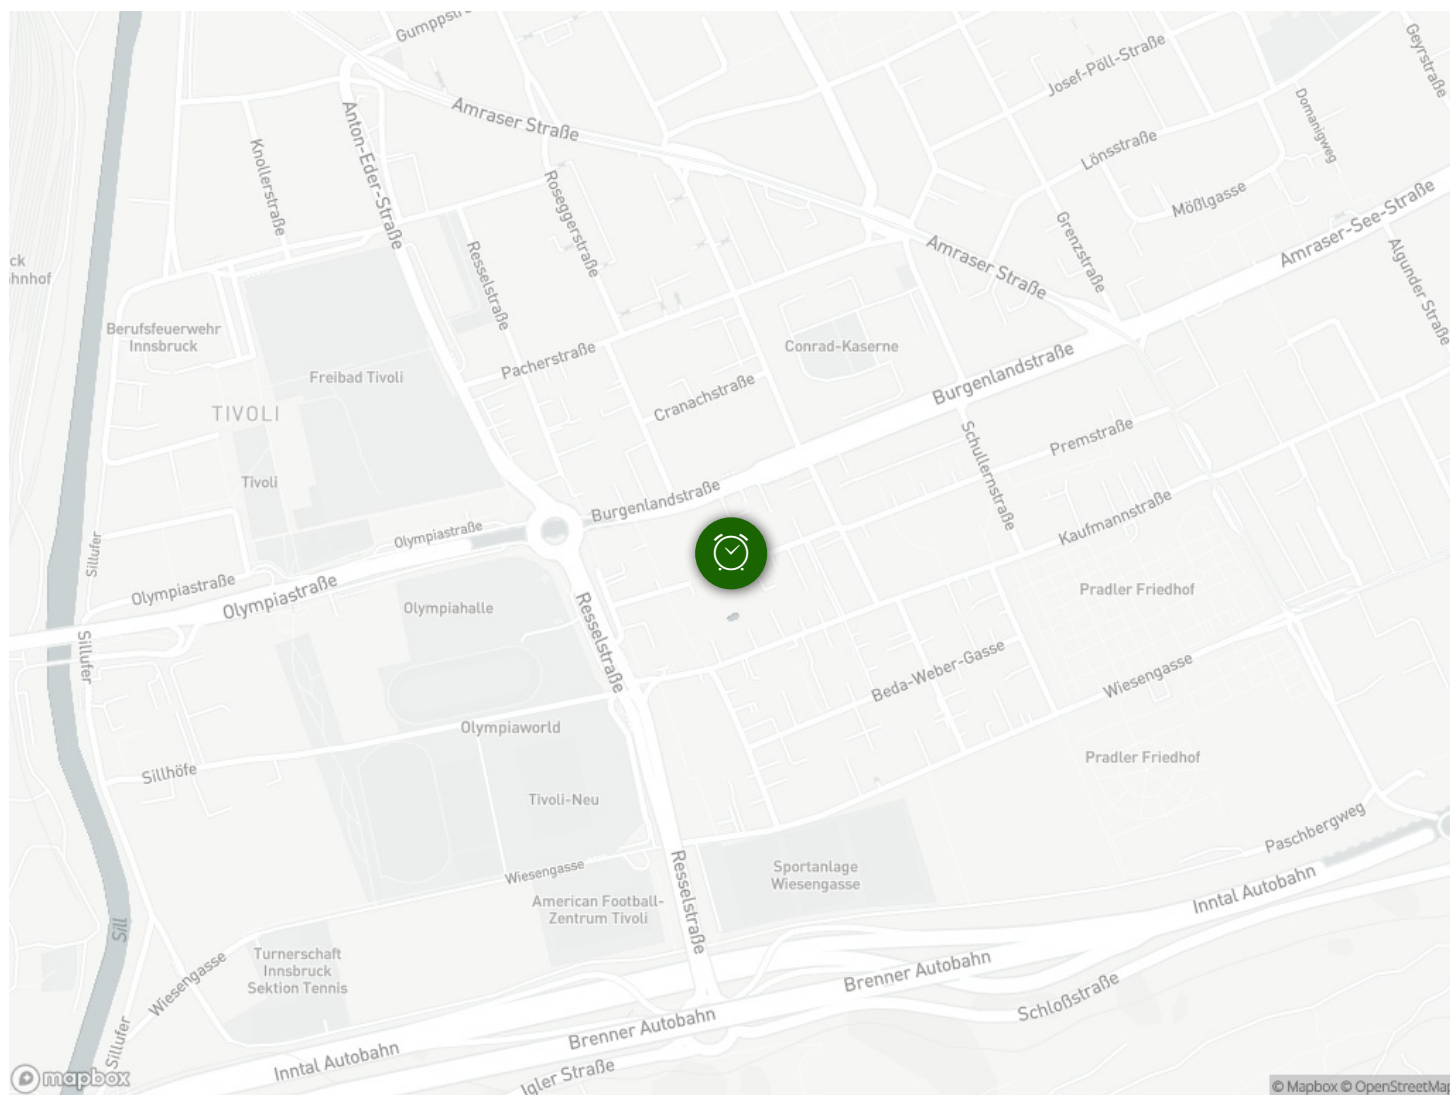 Gumppstr
Josef-Pöll-Straße
Geyrstraße
Amraser Straße
Anton-Eder-Straße
Domanigweg
Lönsstraße
Knollerstraße
Roseggerstraße
Mößlgasse
Grenzstraße
Amraser-See-Straße
Resselstraße
Amraser Straße
Algunder Straße
ck
hnhof
Berufsfeuerwehr
Innsbruck
Conrad-Kaserne
Pacherstraße
Freibad Tivoli
Burgenlandstraße
Cranachstraße
TIVOLI
Premstraße
Schullernstraße
Tivoli
Burgenlandstraße
Kaufmannstraße
Olympiastraße
Sillufer
Olympiastraße
Olympiastraße
Pradler Friedhof
Olympiahalle
Resselstraße
Sillufer
Beda-Weber-Gasse
Wiesengasse
Olympiaworld
Pradler Friedhof
Sillhöfe
Tivoli-Neu
Paschbergweg
Wiesengasse
Sportanlage
Wiesengasse
Resselstraße
Inntal Autobahn
American Football-
Zentrum Tivoli
Sill
Turnerschaft
Innsbruck
Sektion Tennis
Wiesengasse
Brenner Autobahn
Schloßstraße
Brenner Autobahn
Sillufer
Inntal Autobahn
Igler Straße
mapbox
© Mapbox © OpenStreetMap